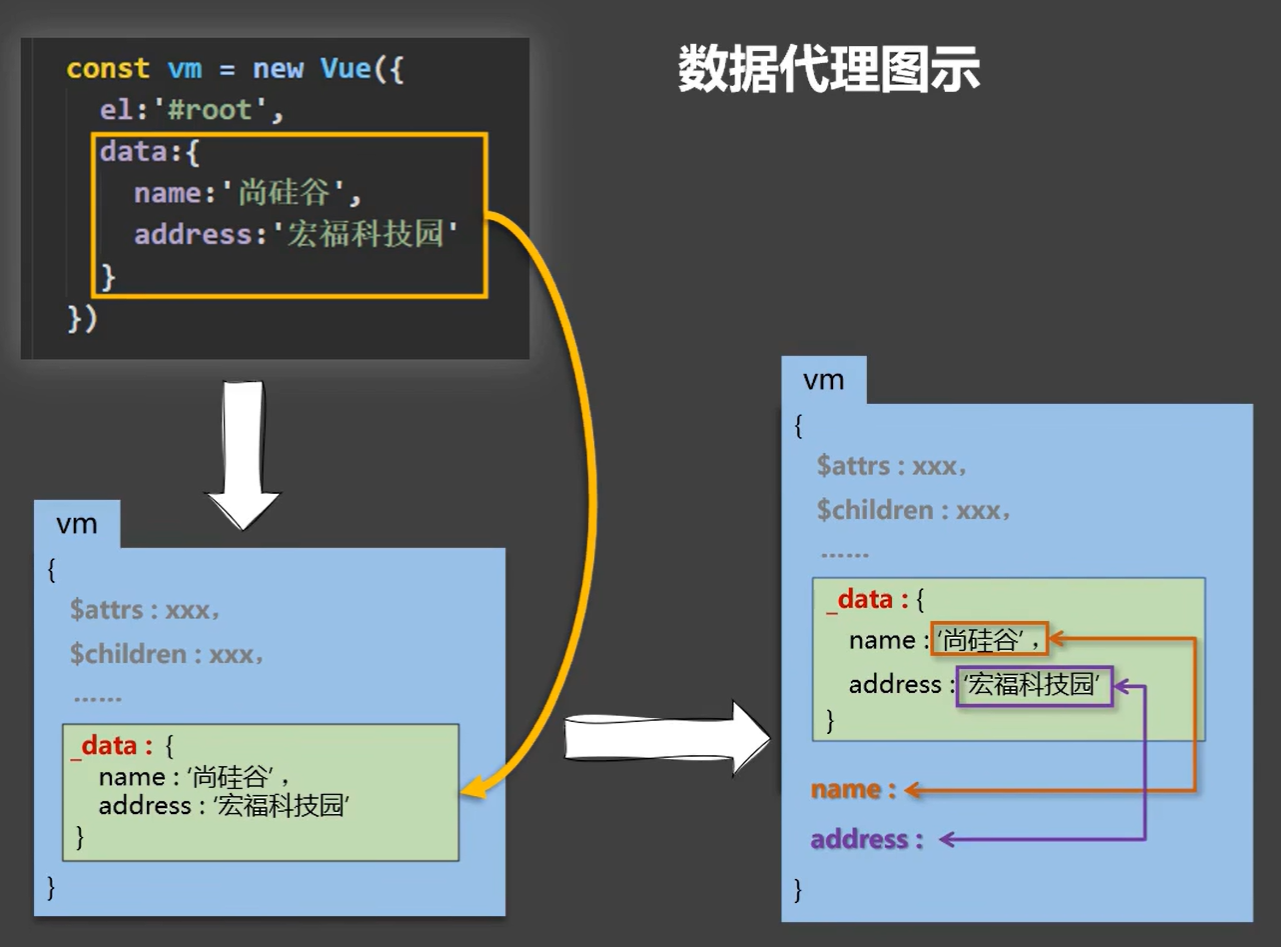 数据代理图示
const vm = new Vue({
el:'#root',
data:{
name:'尚硅谷',
address:'宏福科技园'
}
})
vm
{
$attrs : xxx，
$children : xxx，
......
_data : {
name : ‘尚硅谷’ ，
address : ‘宏福科技园’
}
}
vm
{
$attrs : xxx，
$children : xxx，
......
_data : {
name : ‘尚硅谷’ ，
address : ‘宏福科技园’
}
name :
address :
}